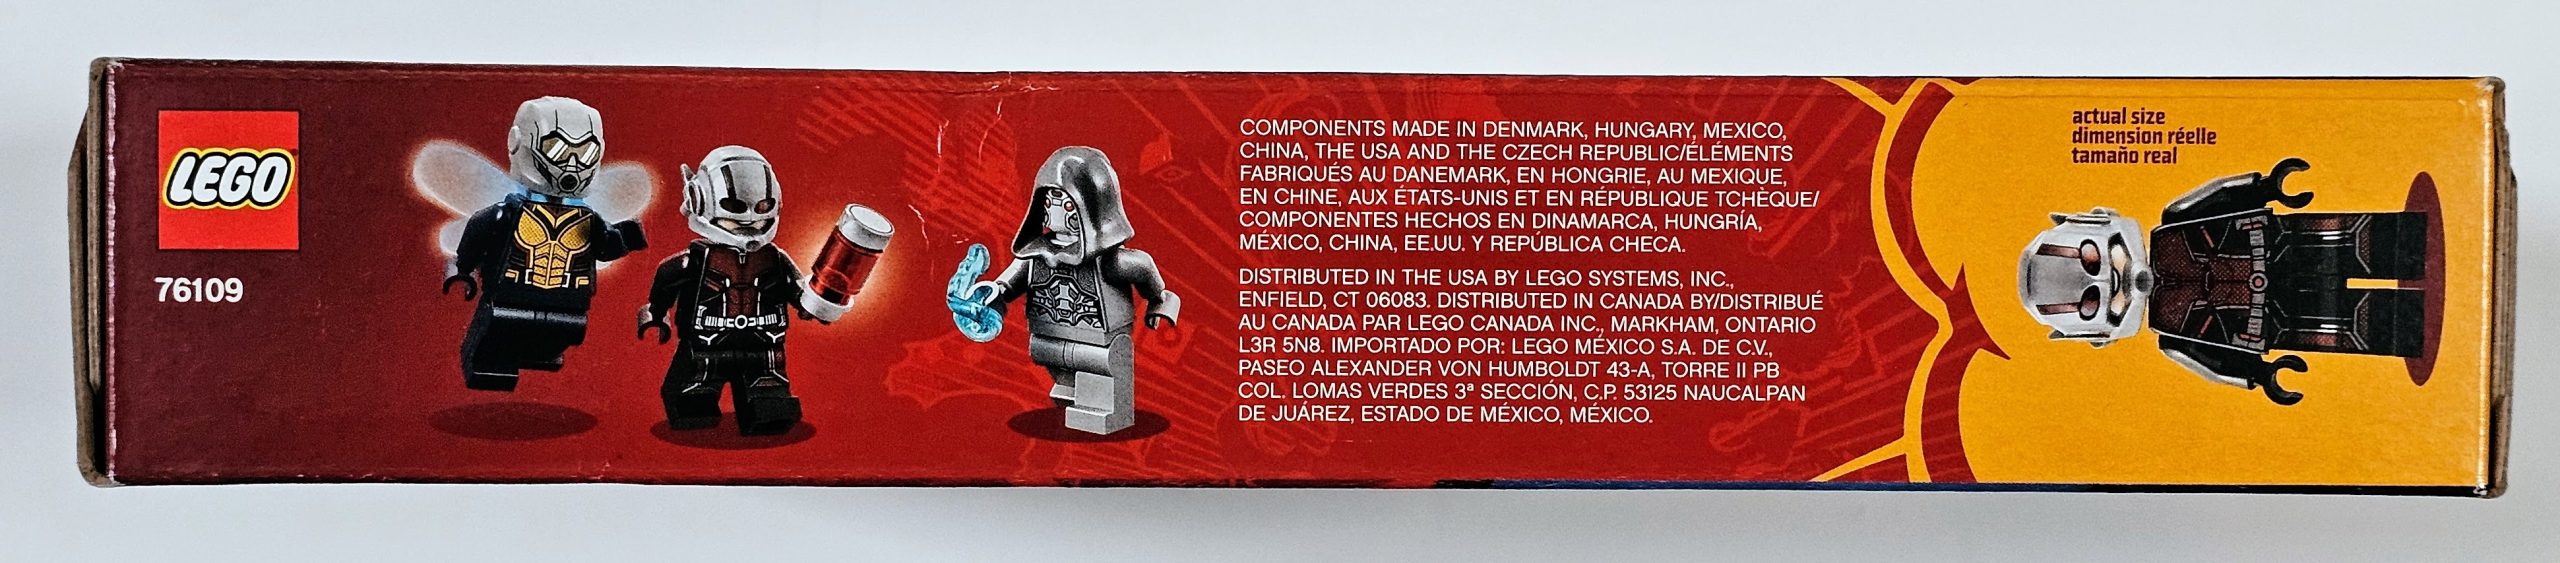 LEGO
76109
COMPONENTS MADE IN DENMARK, HUNGARY, MEXICO,
CHINA, THE USA AND THE CZECH REPUBLIC/ÉLÉMENTS
FABRIQUÉS AU DANEMARK, EN HONGRIE, AU MEXIQUE,
EN CHINE, AUX ÉTATS-UNIS ET EN RÉPUBLIQUE TCHÈQUE/
COMPONENTES HECHOS EN DINAMARCA, HUNGRÍA,
MÉXICO, CHINA, EE.UU. Y REPÚBLICA CHECA.
DISTRIBUTED IN THE USA BY LEGO SYSTEMS, INC.,
ENFIELD, CT 06083. DISTRIBUTED IN CANADA BY/DISTRIBUÉ
AU CANADA PAR LEGO CANADA INC., MARKHAM, ONTARIO
L3R 5N8. IMPORTADO POR: LEGO MÉXICO S.A. DE C.V.,
PASEO ALEXANDER VON HUMBOLDT 43-A, TORRE II PB
COL. LOMAS VERDES 3ª SECCIÓN, C.P. 53125 NAUCALPAN
DE JUÁREZ, ESTADO DE MÉXICO, MÉXICO.
actual size
dimension réelle
tamaño real